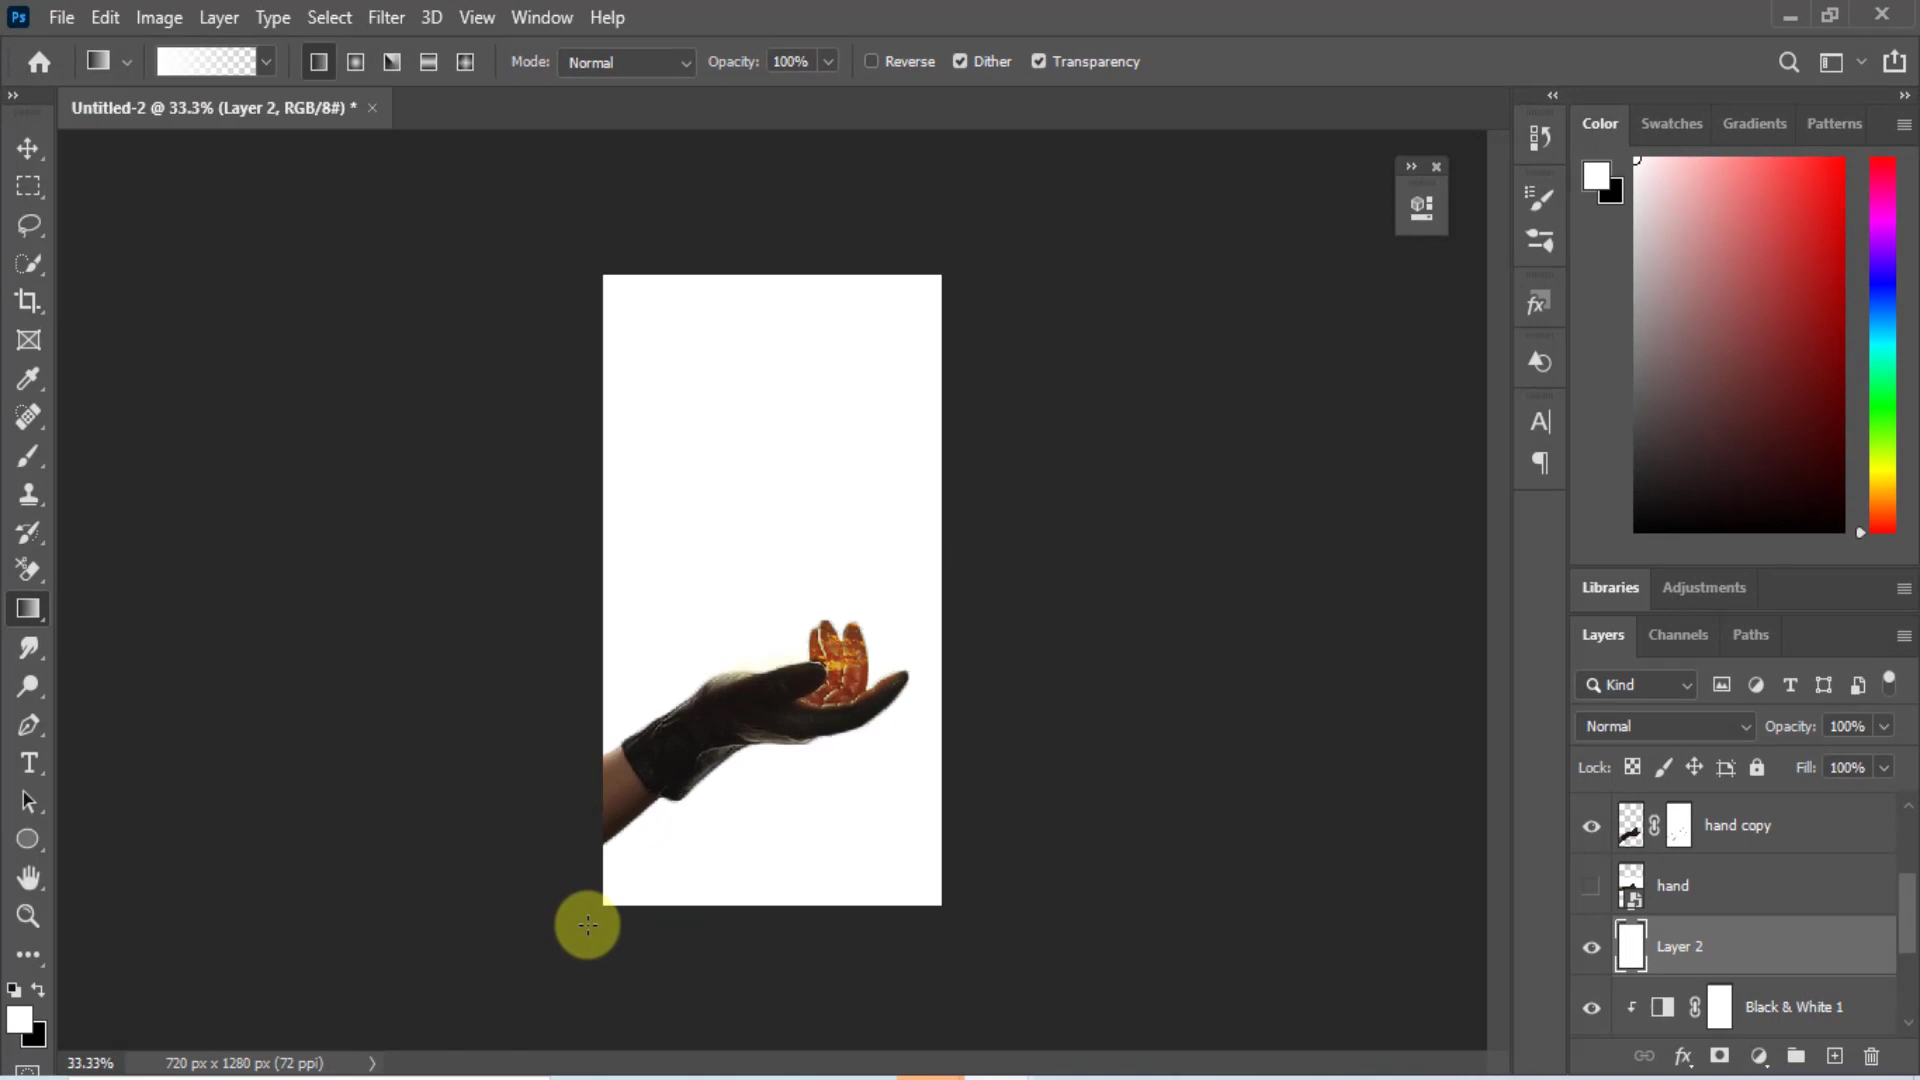 Ps File Edit Image Layer Type Select Filter 3D View Window Help
Mode: Normal Opacity: 100% Reverse Dither Transparency
Untitled-2 @ 33.3% (Layer 2, RGB/8#) *
Color Swatches Gradients Patterns
Libraries Adjustments
Layers Channels Paths
Kind
Normal Opacity: 100%
Lock: Fill: 100%
hand copy
hand
Layer 2
Black & White 1
33.33% 720 px x 1280 px (72 ppi)